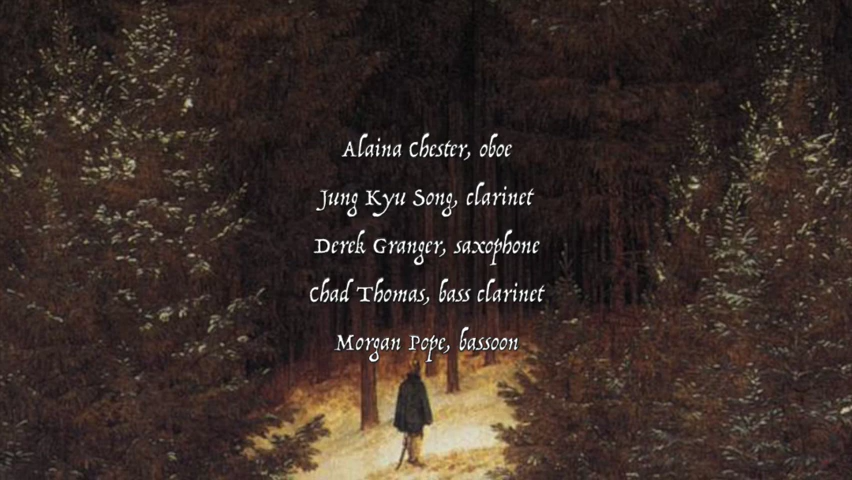 Alaina Chester, oboe
Jung Kyu Song, clarinet
Derek Granger, saxophone
Chad Thomas, bass clarinet
Morgan Pope, bassoon